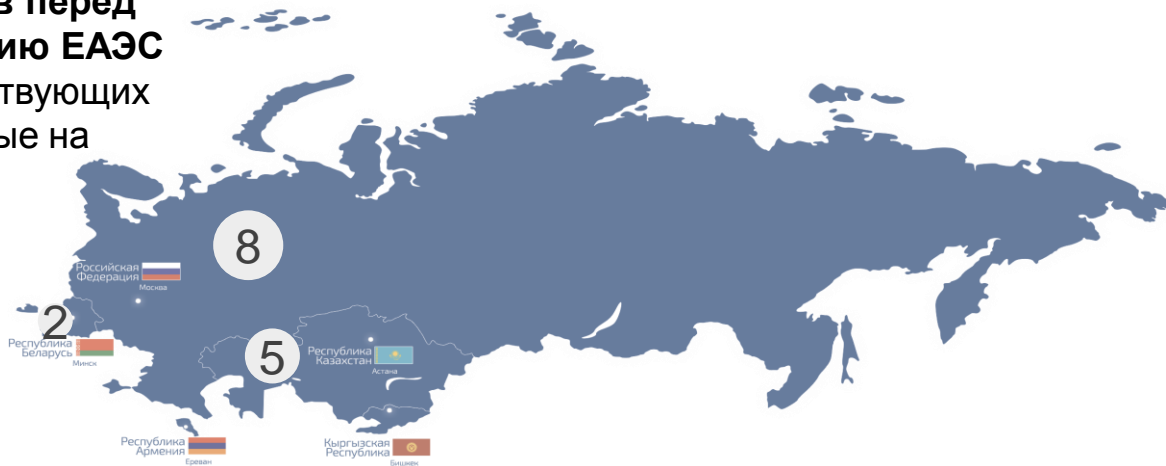 в перед
ию ЕАЭС
ствующих
ые на
8
Российская
Федерация
Москва
2
Республика
Беларусь
Минск
5
Республика
Казахстан
Астана
Республика
Армения
Ереван
Кыргызская
Республика
Бишкек